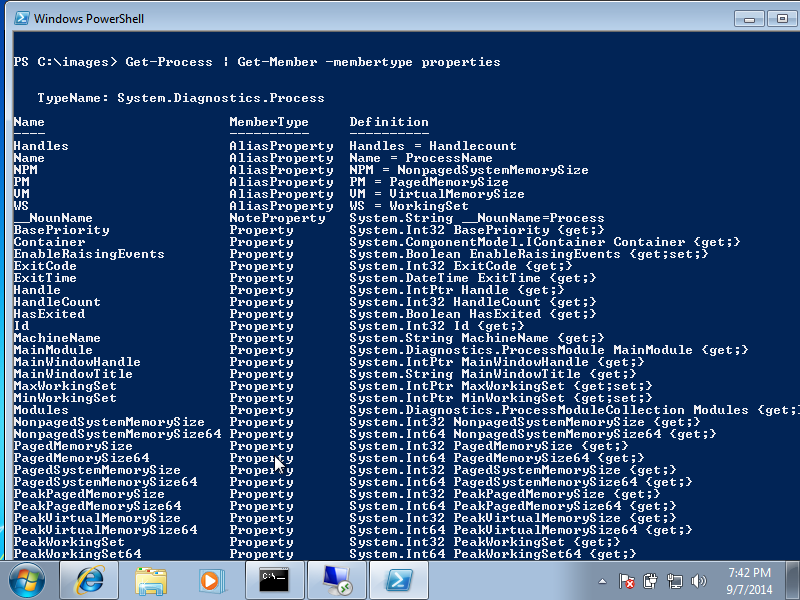 Windows PowerShell
PS C:\images> Get-Process | Get-Member -membertype properties
TypeName: System.Diagnostics.Process
Name MemberType Definition
---- ---------- ----------
Handles AliasProperty Handles = Handlecount
Name AliasProperty Name = ProcessName
NPM AliasProperty NPM = NonpagedSystemMemorySize
PM AliasProperty PM = PagedMemorySize
VM AliasProperty VM = VirtualMemorySize
WS AliasProperty WS = WorkingSet
__NounName NoteProperty System.String __NounName=Process
BasePriority Property System.Int32 BasePriority {get;}
Container Property System.ComponentModel.IContainer Container {get;}
EnableRaisingEvents Property System.Boolean EnableRaisingEvents {get;set;}
ExitCode Property System.Int32 ExitCode {get;}
ExitTime Property System.DateTime ExitTime {get;}
Handle Property System.IntPtr Handle {get;}
HandleCount Property System.Int32 HandleCount {get;}
HasExited Property System.Boolean HasExited {get;}
Id Property System.Int32 Id {get;}
MachineName Property System.String MachineName {get;}
MainModule Property System.Diagnostics.ProcessModule MainModule {get;}
MainWindowHandle Property System.IntPtr MainWindowHandle {get;}
MainWindowTitle Property System.String MainWindowTitle {get;}
MaxWorkingSet Property System.IntPtr MaxWorkingSet {get;set;}
MinWorkingSet Property System.IntPtr MinWorkingSet {get;set;}
Modules Property System.Diagnostics.ProcessModuleCollection Modules {get;}
NonpagedSystemMemorySize Property System.Int32 NonpagedSystemMemorySize {get;}
NonpagedSystemMemorySize64 Property System.Int64 NonpagedSystemMemorySize64 {get;}
PagedMemorySize Property System.Int32 PagedMemorySize {get;}
PagedMemorySize64 Property System.Int64 PagedMemorySize64 {get;}
PagedSystemMemorySize Property System.Int32 PagedSystemMemorySize {get;}
PagedSystemMemorySize64 Property System.Int64 PagedSystemMemorySize64 {get;}
PeakPagedMemorySize Property System.Int32 PeakPagedMemorySize {get;}
PeakPagedMemorySize64 Property System.Int64 PeakPagedMemorySize64 {get;}
PeakVirtualMemorySize Property System.Int32 PeakVirtualMemorySize {get;}
PeakVirtualMemorySize64 Property System.Int64 PeakVirtualMemorySize64 {get;}
PeakWorkingSet Property System.Int32 PeakWorkingSet {get;}
PeakWorkingSet64 Property System.Int64 PeakWorkingSet64 {get;}
C:\
7:42 PM
9/7/2014